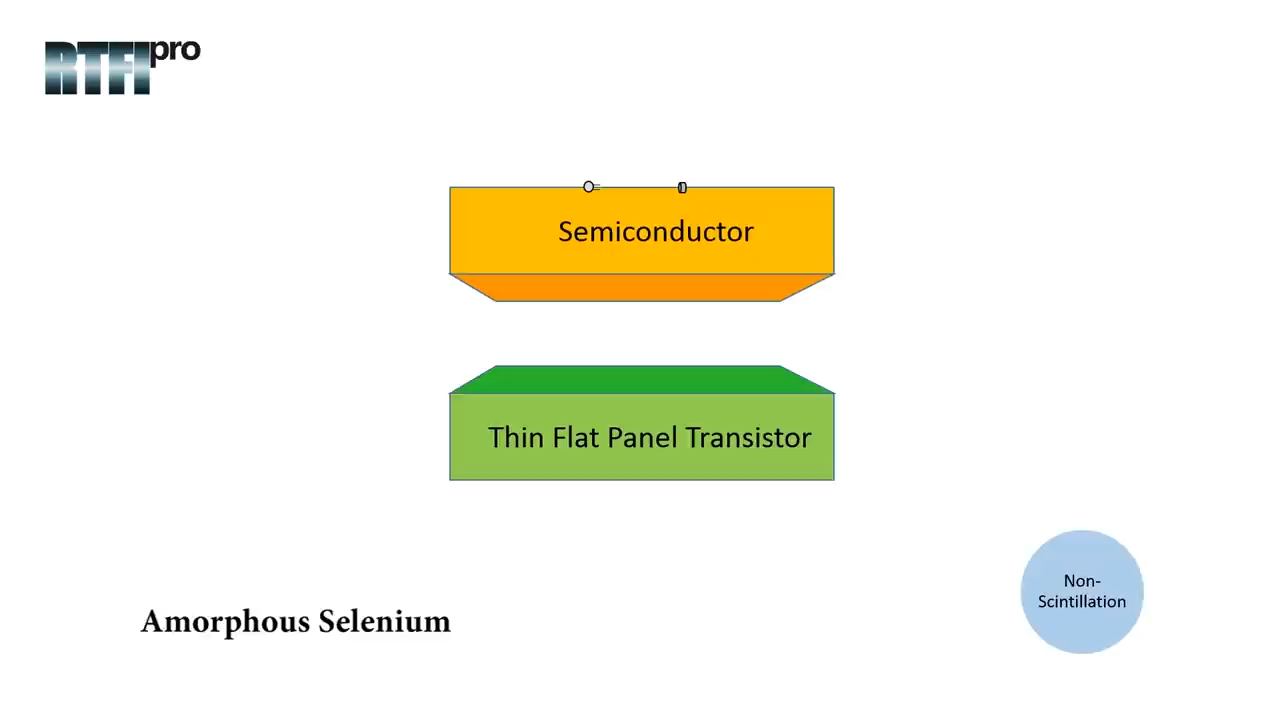 RTFIpro
Semiconductor
Thin Flat Panel Transistor
Non-
Scintillation
Amorphous Selenium